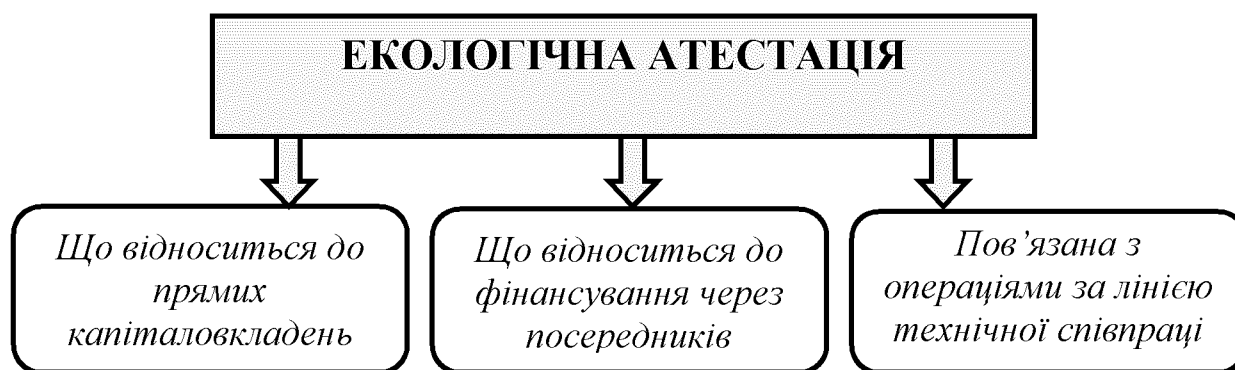 ЕКОЛОГІЧНА АТЕСТАЦІЯ
Що відноситься до
прямих
капіталовкладень
Що відноситься до
фінансування через
посередників
Пов’язана з
операціями за лінією
технічної співпраці